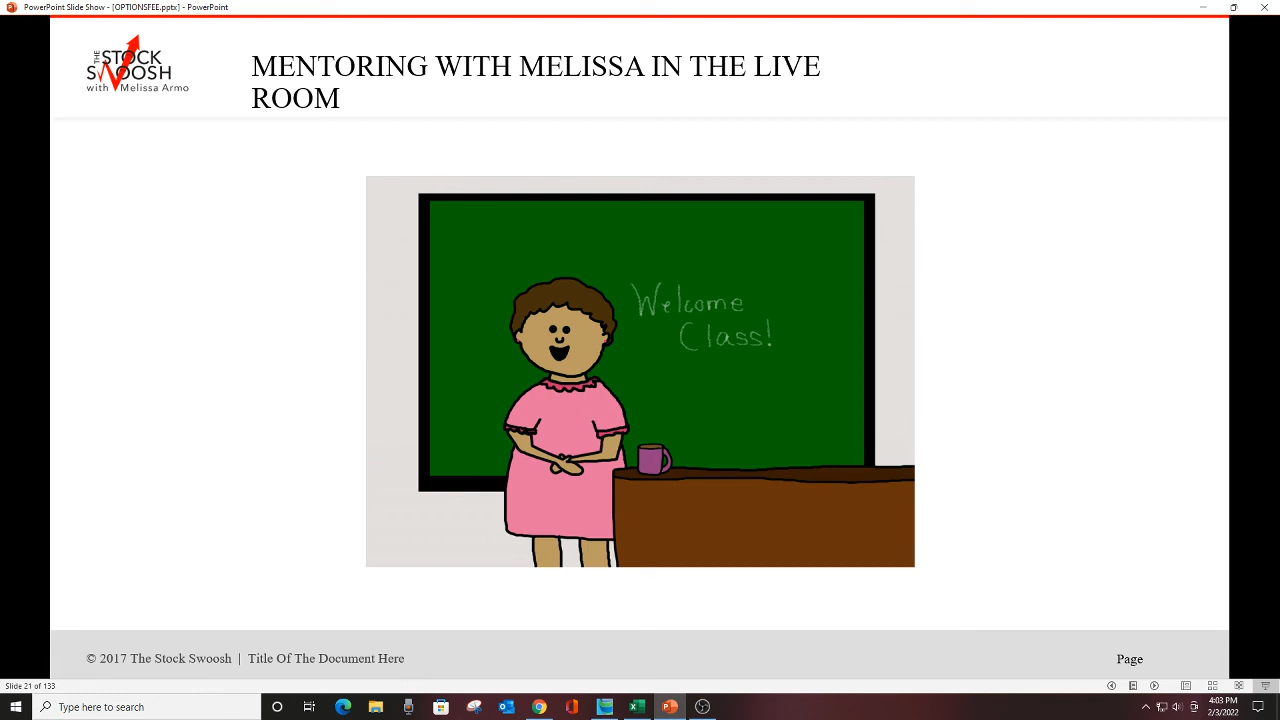 PowerPoint Slide Show - [OPTIONSFEE.pptx] - PowerPoint
THE STOCK
SWOOSH
with Melissa Armo
MENTORING WITH MELISSA IN THE LIVE
ROOM
Welcome
Class!
© 2017 The Stock Swoosh | Title Of The Document Here
Page
Slide 21 of 133
Type here to search
4:03 PM
2/3/2022